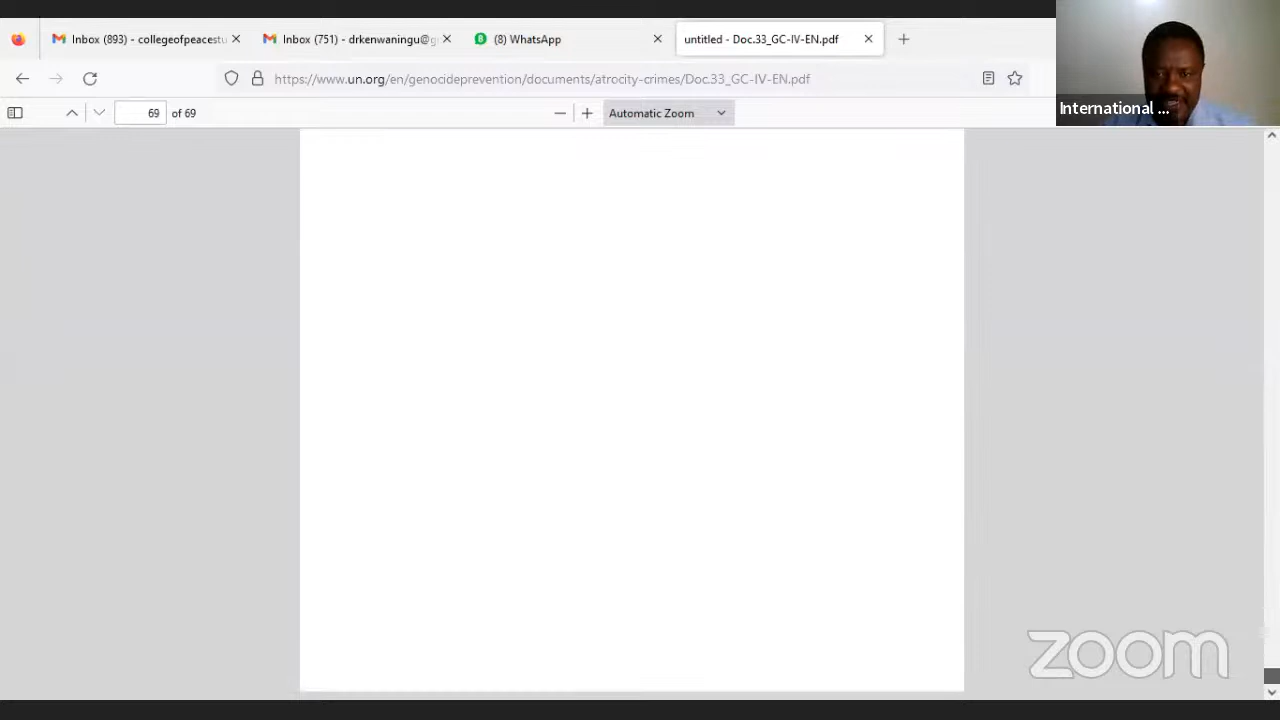 Inbox (893) - collegeofpeacestu
Inbox (751) - drkenwaningu@g
(8) WhatsApp
untitled - Doc.33_GC-IV-EN.pdf
https://www.un.org/en/genocideprevention/documents/atrocity-crimes/Doc.33_GC-IV-EN.pdf
69 of 69
Automatic Zoom
International ...
zoom